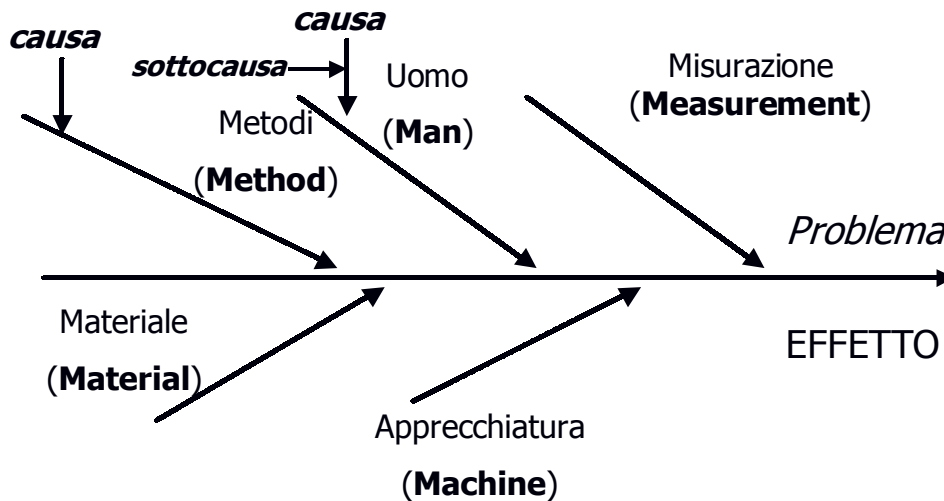 causa
causa
sottocausa
Uomo
(Man)
Metodi
(Method)
Misurazione
(Measurement)
Problema
EFFETTO
Materiale
(Material)
Apprecchiatura
(Machine)